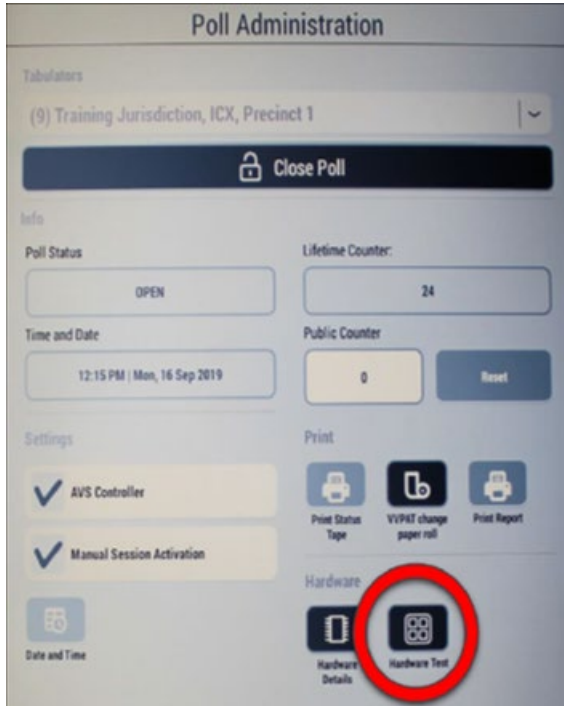 Poll Administration
Tabulators
(9) Training Jurisdiction, ICX, Precinct 1
Close Poll
Info
Poll Status
OPEN
Lifetime Counter:
24
Time and Date
12:15 PM | Mon, 16 Sep 2019
Public Counter
0
Reset
Settings
AVS Controller
Manual Session Activation
Date and Time
Print
Print Status
Tape
VVPAT change
paper roll
Print Report
Hardware
Hardware
Details
Hardware Test